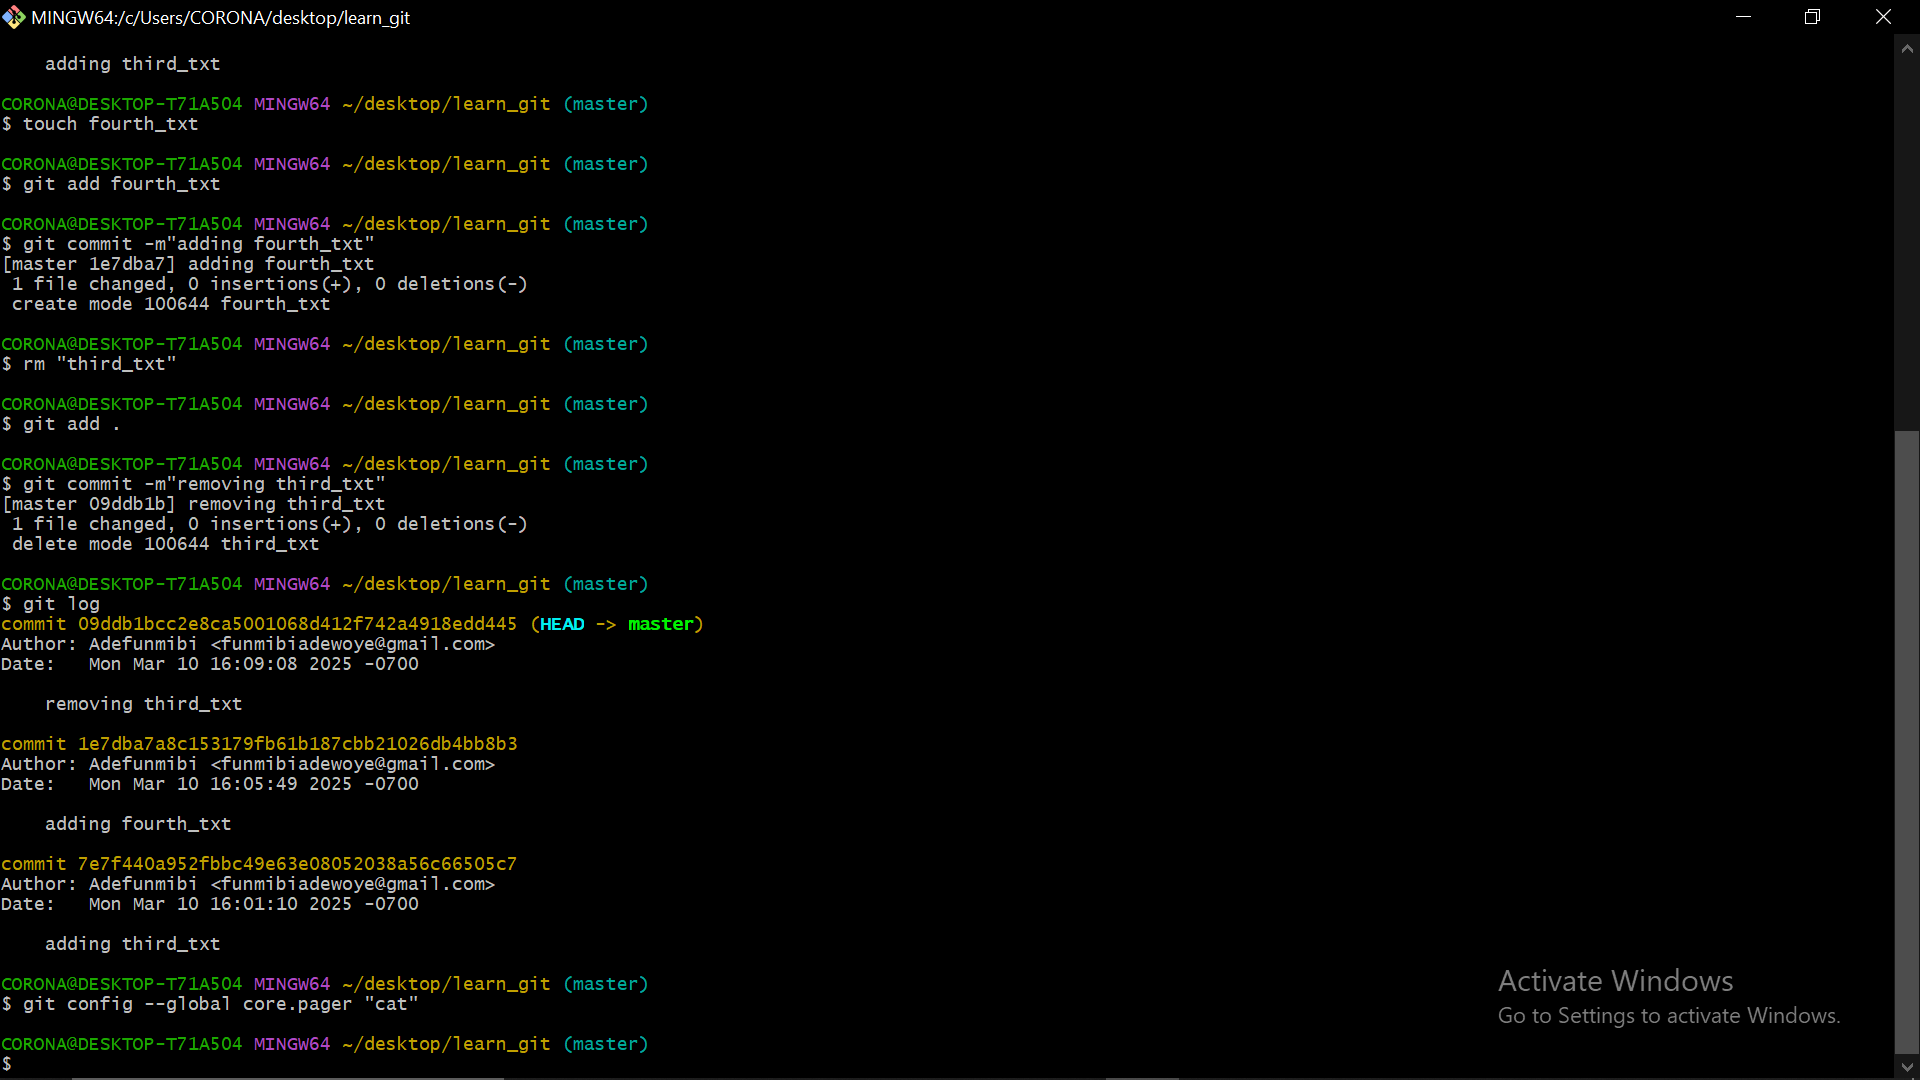 MINGW64:/c/Users/CORONA/desktop/learn_git
    adding third_txt
CORONA@DESKTOP-T71A504 MINGW64 ~/desktop/learn_git (master)
$ touch fourth_txt
CORONA@DESKTOP-T71A504 MINGW64 ~/desktop/learn_git (master)
$ git add fourth_txt
CORONA@DESKTOP-T71A504 MINGW64 ~/desktop/learn_git (master)
$ git commit -m"adding fourth_txt"
[master 1e7dba7] adding fourth_txt
 1 file changed, 0 insertions(+), 0 deletions(-)
 create mode 100644 fourth_txt
CORONA@DESKTOP-T71A504 MINGW64 ~/desktop/learn_git (master)
$ rm "third_txt"
CORONA@DESKTOP-T71A504 MINGW64 ~/desktop/learn_git (master)
$ git add .
CORONA@DESKTOP-T71A504 MINGW64 ~/desktop/learn_git (master)
$ git commit -m"removing third_txt"
[master 09ddb1b] removing third_txt
 1 file changed, 0 insertions(+), 0 deletions(-)
 delete mode 100644 third_txt
CORONA@DESKTOP-T71A504 MINGW64 ~/desktop/learn_git (master)
$ git log
commit 09ddb1bcc2e8ca5001068d412f742a4918edd445 (HEAD -> master)
Author: Adefunmibi <funmibiadewoye@gmail.com>
Date:   Mon Mar 10 16:09:08 2025 -0700
    removing third_txt
commit 1e7dba7a8c153179fb61b187cbb21026db4bb8b3
Author: Adefunmibi <funmibiadewoye@gmail.com>
Date:   Mon Mar 10 16:05:49 2025 -0700
    adding fourth_txt
commit 7e7f440a952fbbc49e63e08052038a56c66505c7
Author: Adefunmibi <funmibiadewoye@gmail.com>
Date:   Mon Mar 10 16:01:10 2025 -0700
    adding third_txt
CORONA@DESKTOP-T71A504 MINGW64 ~/desktop/learn_git (master)
$ git config --global core.pager "cat"
CORONA@DESKTOP-T71A504 MINGW64 ~/desktop/learn_git (master)
$
Activate Windows
Go to Settings to activate Windows.